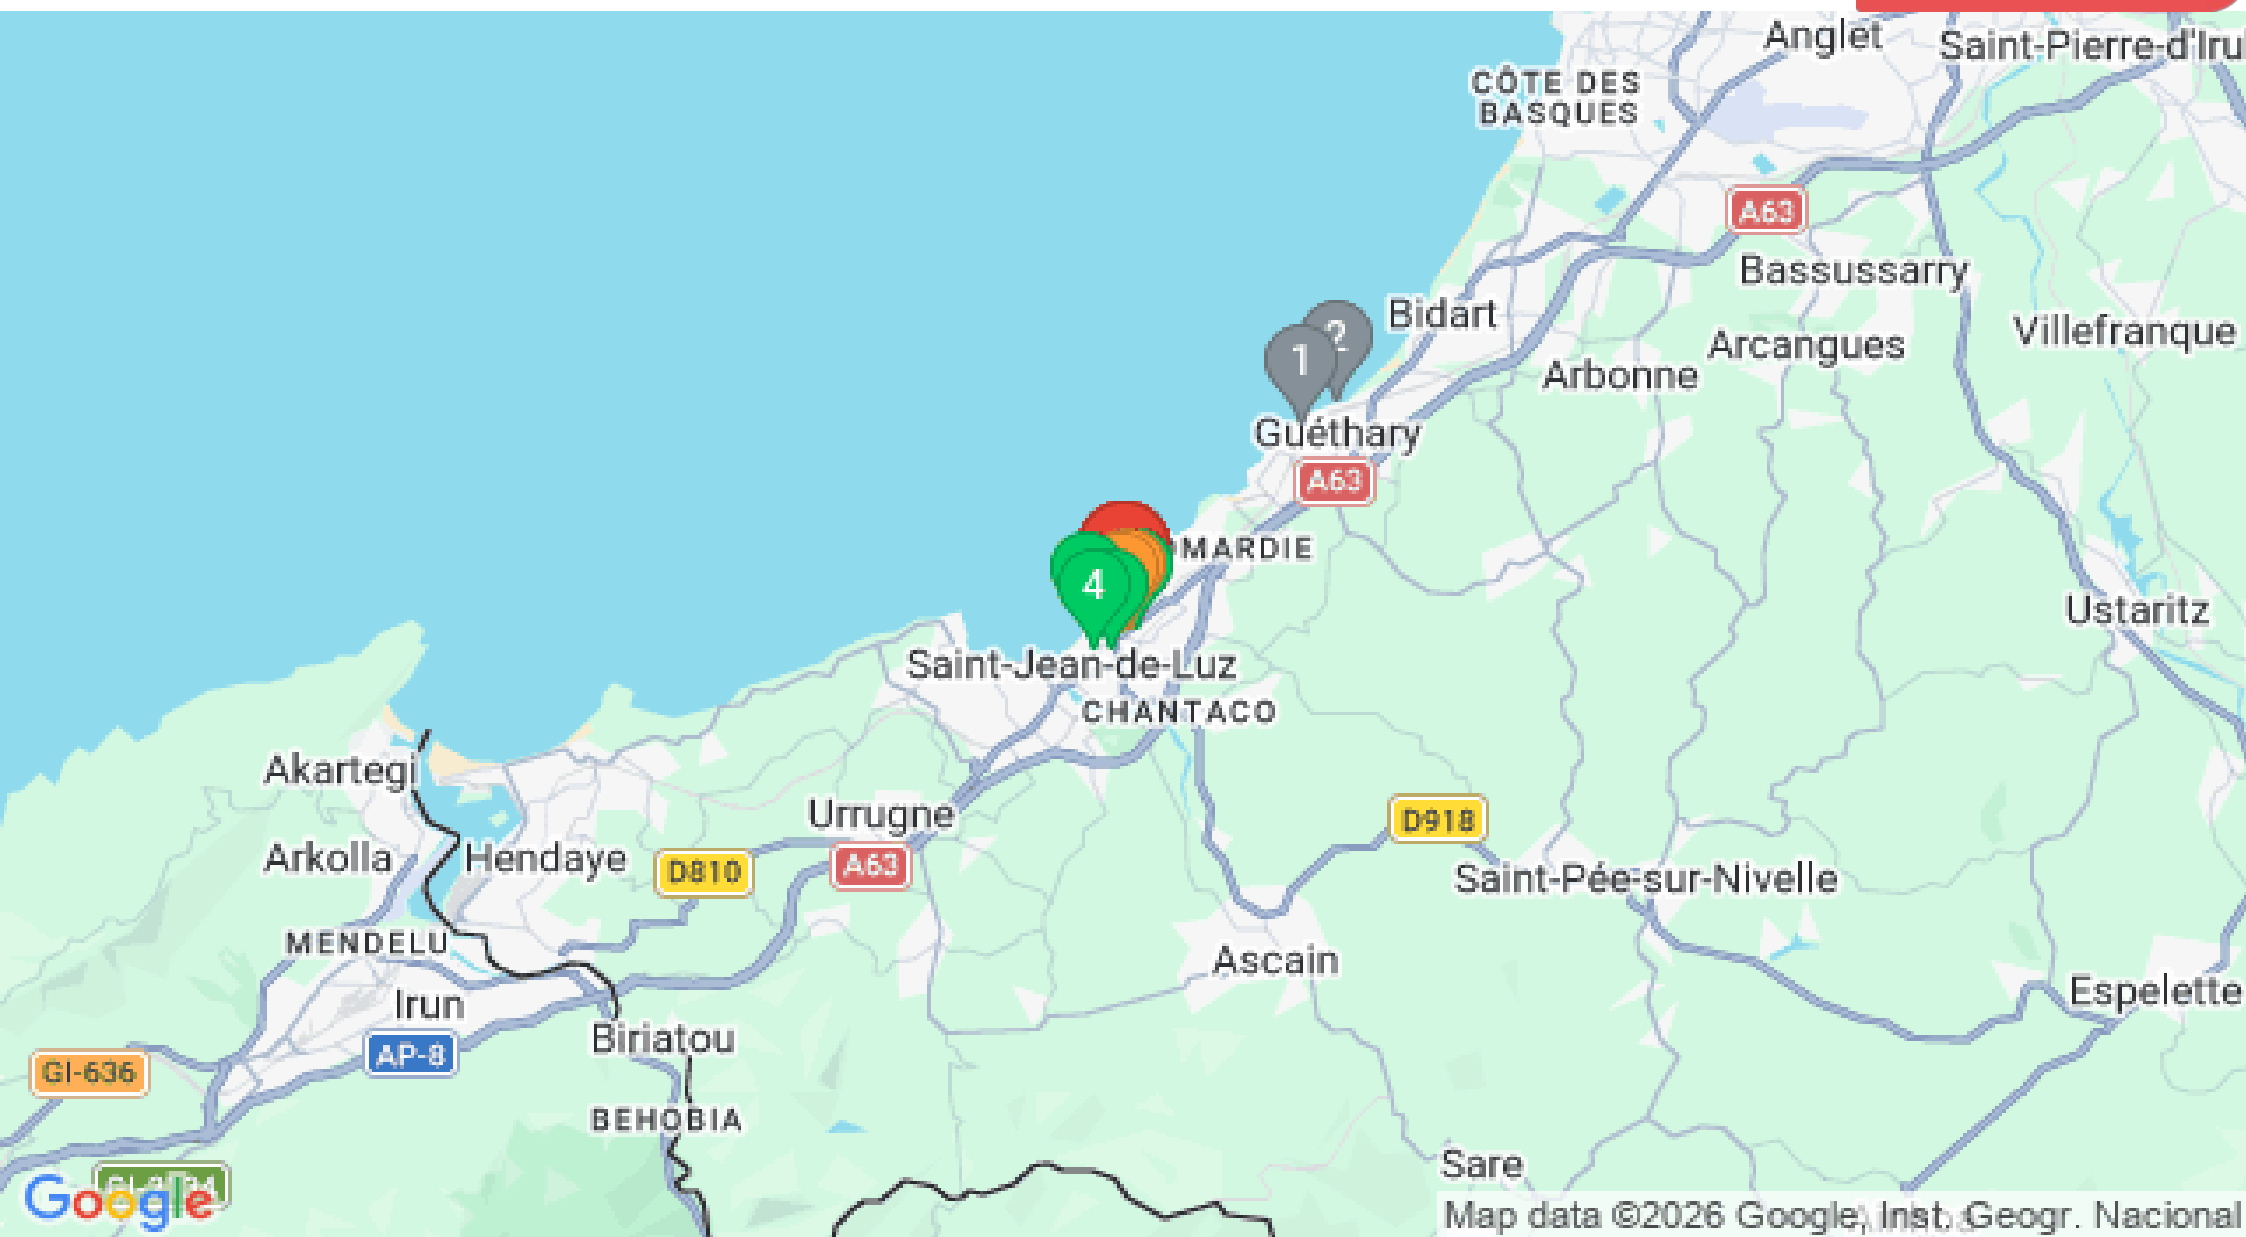 Anglet
Saint-Pierre-d'Iru
CÔTE DES
BASQUES
A63
Bassussarry
Bidart
Villefranque
2
1
Arcangues
Arbonne
Guéthary
A63
MARDIE
4
Ustaritz
Saint-Jean-de-Luz
CHANTACO
Akartegi
Urrugne
D918
Arkolla
Hendaye
D810
A63
Saint-Pée-sur-Nivelle
MENDELU
Ascain
Irun
Espelette
Biriatou
AP-8
GI-636
BEHOBIA
Sare
Google
Map data ©2026 Google, Inst. Geogr. Nacional